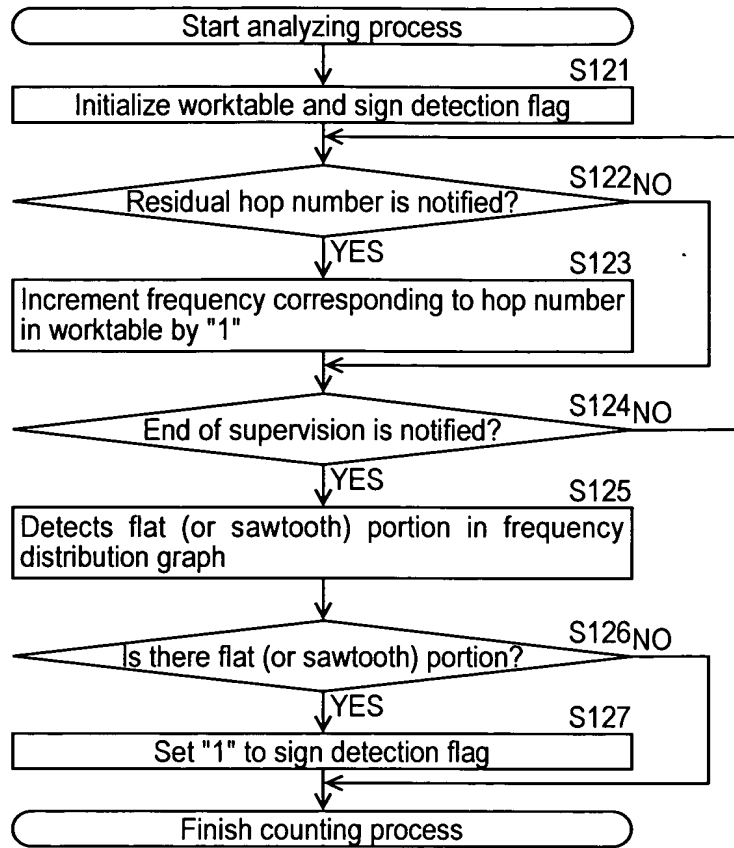 Start analyzing process
S121
Initialize worktable and sign detection flag
S122 NO
Residual hop number is notified?
YES
S123
Increment frequency corresponding to hop number
in worktable by "1"
S124 NO
End of supervision is notified?
YES
S125
Detects flat (or sawtooth) portion in frequency
distribution graph
S126 NO
Is there flat (or sawtooth) portion?
YES
S127
Set "1" to sign detection flag
Finish counting process